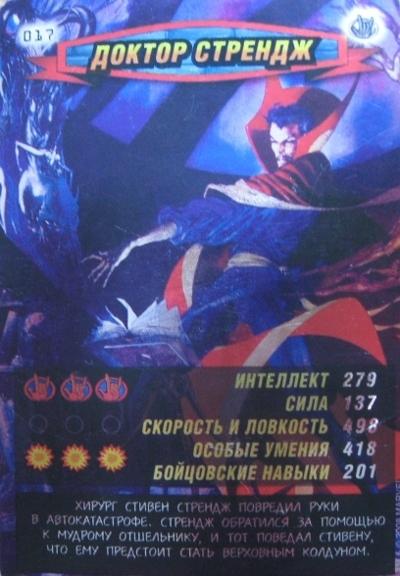 017
ДОКТОР СТРЕНДЖ
ИНТЕЛЛЕКТ 279
СИЛА 137
СКОРОСТЬ И ЛОВКОСТЬ 498
ОСОБЫЕ УМЕНИЯ 418
БОЙЦОВСКИЕ НАВЫКИ 201
ХИРУРГ СТИВЕН СТРЕНДЖ ПОВРЕДИЛ РУКИ
В АВТОКАТАСТРОФЕ. СТРЕНДЖ ОБРАТИЛСЯ ЗА ПОМОЩЬЮ
К МУДРОМУ ОТШЕЛЬНИКУ, И ТОТ ПОВЕДАЛ СТИВЕНУ,
ЧТО ЕМУ ПРЕДСТОИТ СТАТЬ ВЕРХОВНЫМ КОЛДУНОМ.